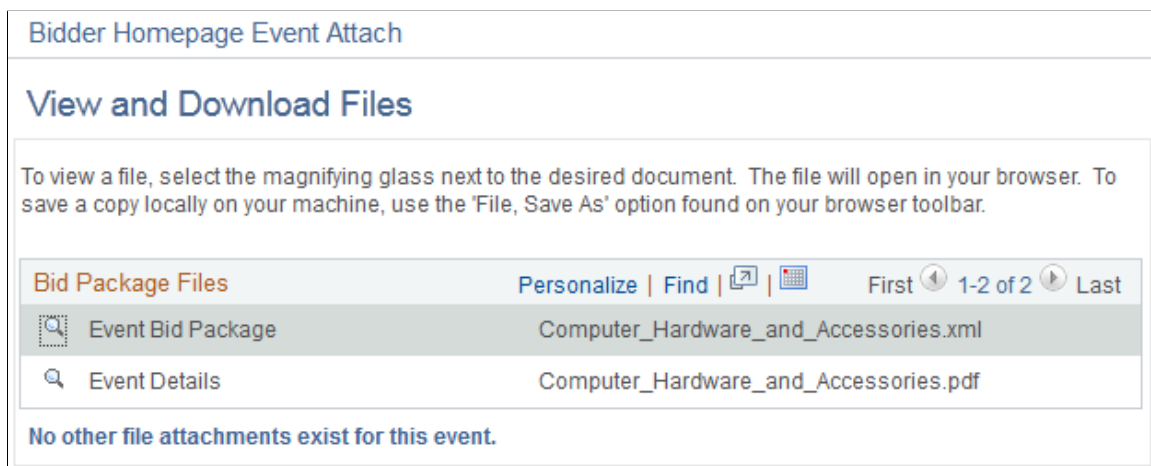 Bidder Homepage Event Attach
View and Download Files
To view a file, select the magnifying glass next to the desired document. The file will open in your browser. To
save a copy locally on your machine, use the 'File, Save As' option found on your browser toolbar.
Bid Package Files Personalize | Find | | First 1-2 of 2 Last
Event Bid Package Computer_Hardware_and_Accessories.xml
Event Details Computer_Hardware_and_Accessories.pdf
No other file attachments exist for this event.